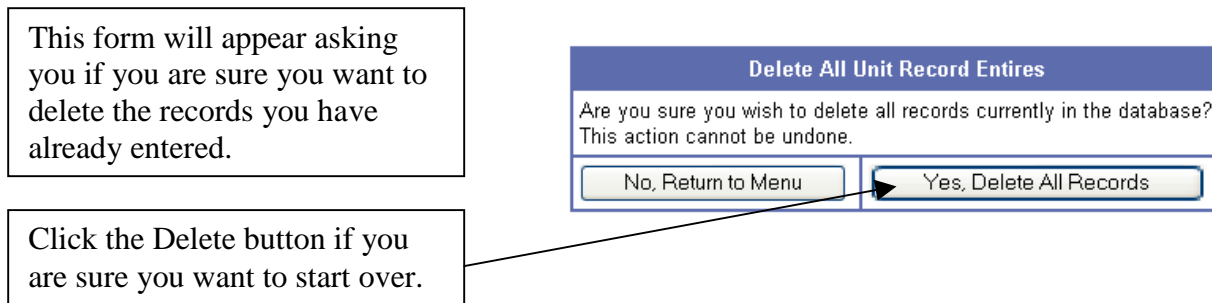 This form will appear asking
you if you are sure you want to
delete the records you have
already entered.
Delete All Unit Record Entires
Are you sure you wish to delete all records currently in the database?
This action cannot be undone.
No, Return to Menu
Yes, Delete All Records
Click the Delete button if you
are sure you want to start over.